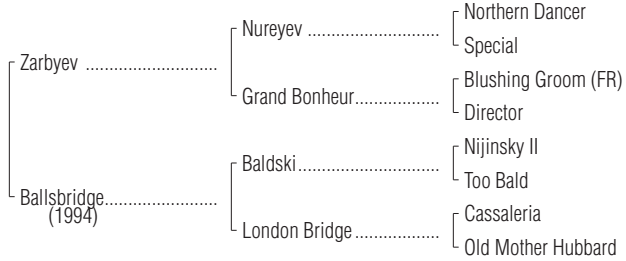 Northern Dancer
Nureyev ................................
Special
Zarbyev ................................
Blushing Groom (FR)
Grand Bonheur....................
Director
Nijinsky II
Baldski.................................
Too Bald
Ballsbridge...........................
(1994)
Cassaleria
London Bridge ....................
Old Mother Hubbard